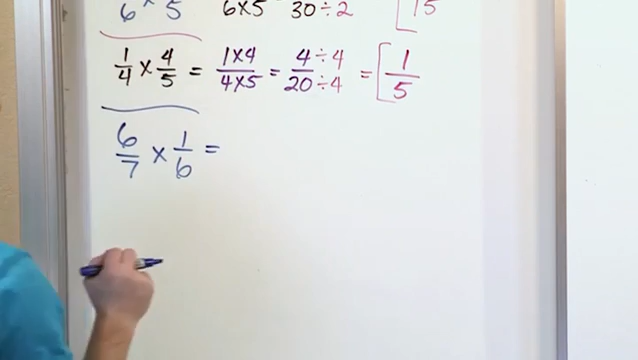 6 × 5 6×5 30÷2 [15
1/4 × 4/5 = 1×4/4×5 = 4÷4/20÷4 = [1/5
6/7 × 1/6 =